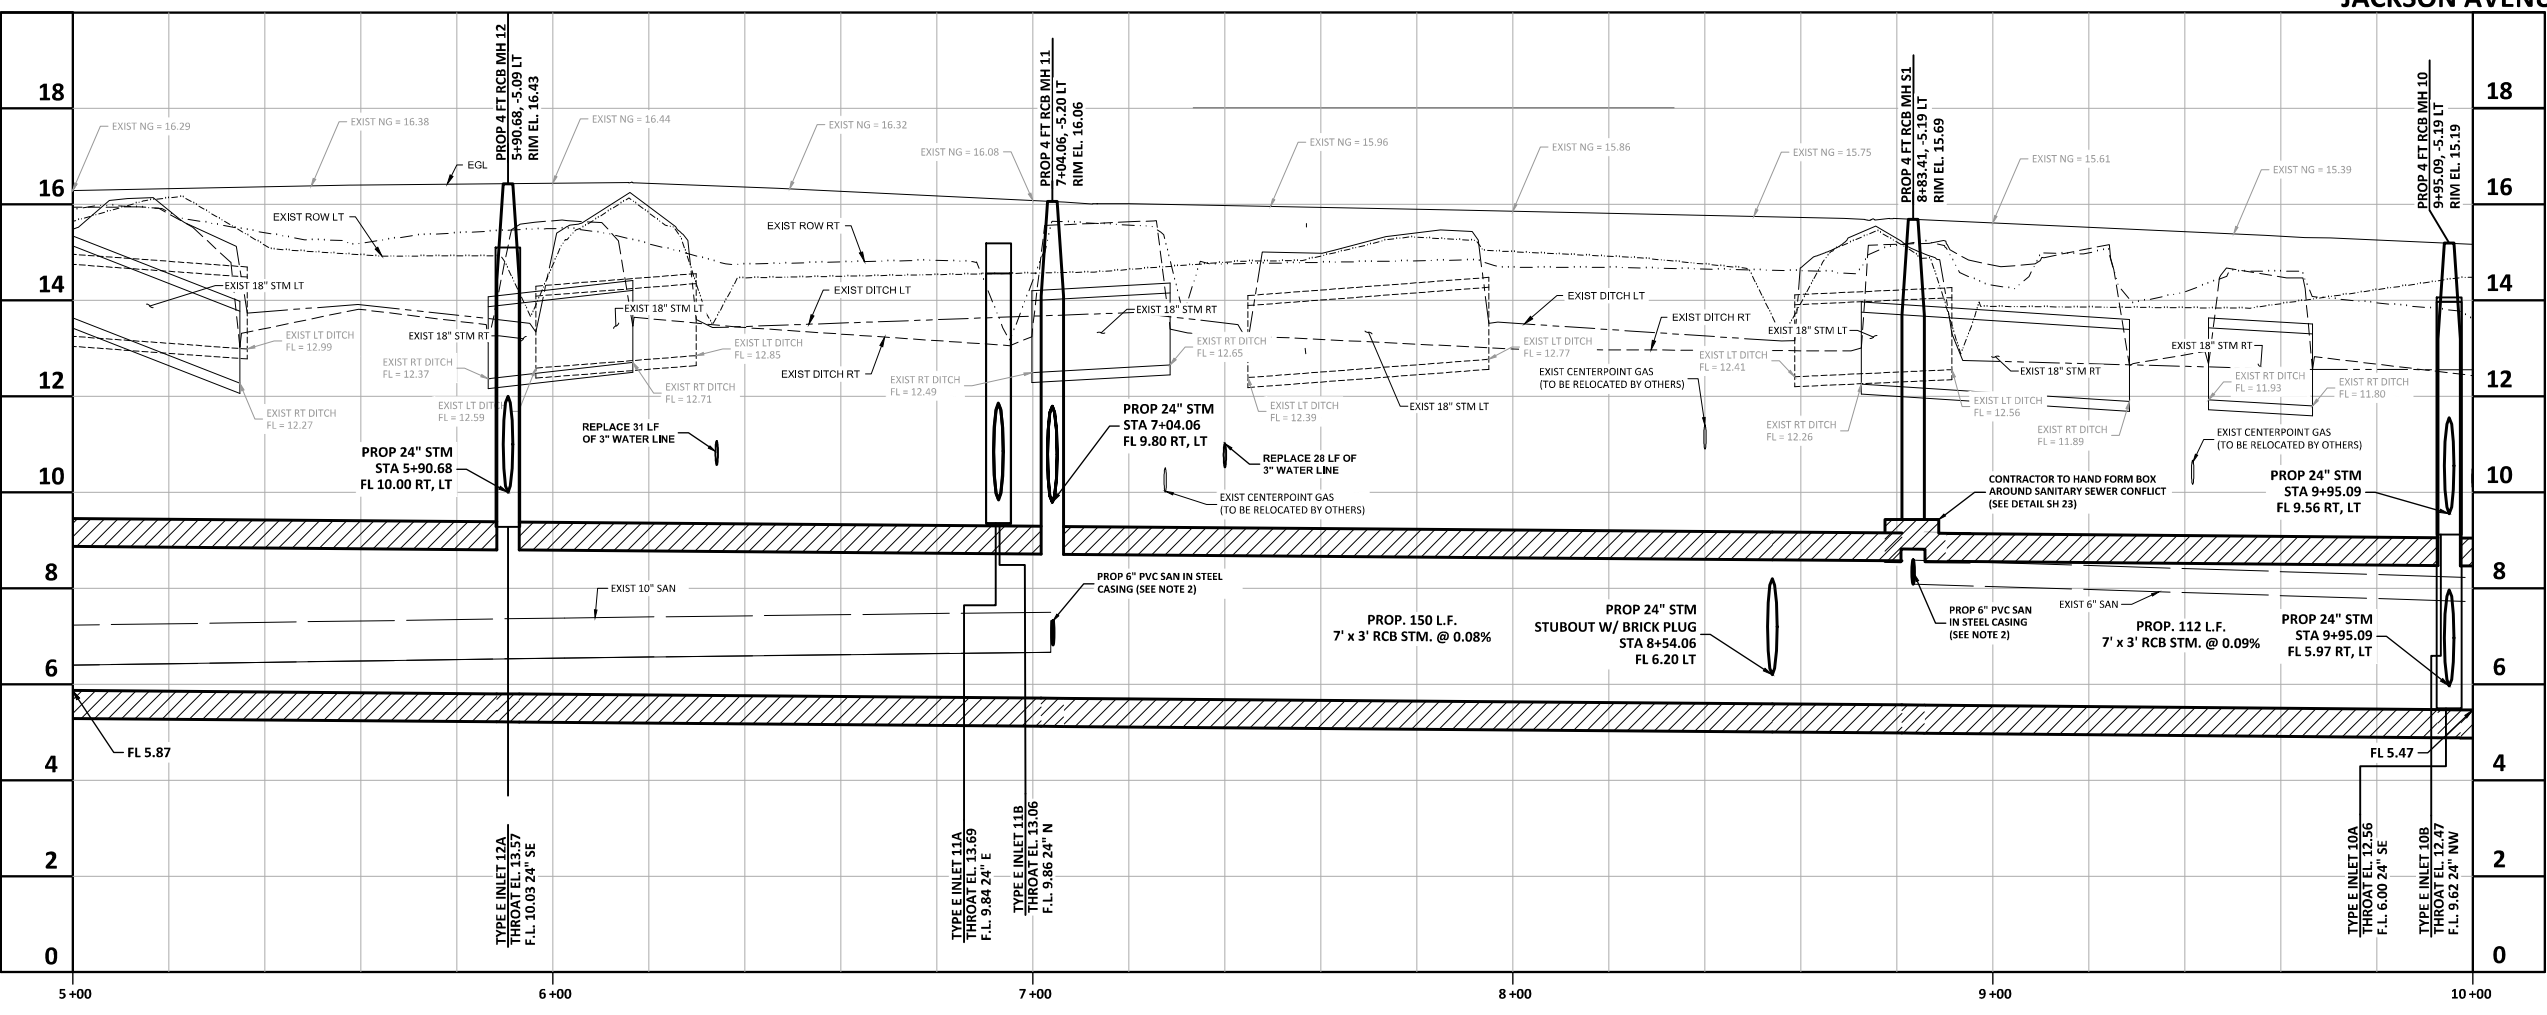 JACKSON AVENU
18
16
14
12
10
8
6
4
2
0
18
16
14
12
10
8
6
4
2
0
EXIST NG = 16.29
EXIST NG = 16.38
EGL
PROP 4 FT RCB MH 12
5+90.68, -5.09 LT
RIM EL. 16.43
EXIST NG = 16.44
EXIST NG = 16.32
EXIST NG = 16.08
PROP 4 FT RCB MH 11
7+04.06, -5.20 LT
RIM EL. 16.06
EXIST NG = 15.96
EXIST NG = 15.86
EXIST NG = 15.75
PROP 4 FT RCB MH S1
8+83.41, -5.19 LT
RIM EL. 15.69
EXIST NG = 15.61
EXIST NG = 15.39
PROP 4 FT RCB MH 10
9+95.09, -5.19 LT
RIM EL. 15.19
EXIST ROW LT
EXIST ROW RT
EXIST 18" STM LT
EXIST LT DITCH
FL = 12.99
EXIST RT DITCH
FL = 12.27
EXIST 18" STM RT
EXIST RT DITCH
FL = 12.37
EXIST LT DITCH
FL = 12.59
EXIST 18" STM LT
EXIST LT DITCH
FL = 12.85
EXIST RT DITCH
FL = 12.71
EXIST DITCH LT
EXIST DITCH RT
EXIST RT DITCH
FL = 12.49
EXIST 18" STM RT
EXIST RT DITCH
FL = 12.65
EXIST LT DITCH
FL = 12.39
EXIST 18" STM LT
EXIST LT DITCH
FL = 12.77
EXIST DITCH LT
EXIST DITCH RT
EXIST CENTERPOINT GAS
(TO BE RELOCATED BY OTHERS)
EXIST LT DITCH
FL = 12.41
EXIST 18" STM LT
EXIST RT DITCH
FL = 12.26
EXIST LT DITCH
FL = 12.56
EXIST 18" STM RT
EXIST RT DITCH
FL = 11.89
EXIST 18" STM RT
EXIST RT DITCH
FL = 11.93
EXIST RT DITCH
FL = 11.80
EXIST CENTERPOINT GAS
(TO BE RELOCATED BY OTHERS)
PROP 24" STM
STA 5+90.68
FL 10.00 RT, LT
REPLACE 31 LF
OF 3" WATER LINE
PROP 24" STM
STA 7+04.06
FL 9.80 RT, LT
REPLACE 28 LF OF
3" WATER LINE
EXIST CENTERPOINT GAS
(TO BE RELOCATED BY OTHERS)
CONTRACTOR TO HAND FORM BOX
AROUND SANITARY SEWER CONFLICT
(SEE DETAIL SH 23)
PROP 24" STM
STA 9+95.09
FL 9.56 RT, LT
EXIST 10" SAN
PROP 6" PVC SAN IN STEEL
CASING (SEE NOTE 2)
PROP. 150 L.F.
7' x 3' RCB STM. @ 0.08%
PROP 24" STM
STUBOUT W/ BRICK PLUG
STA 8+54.06
FL 6.20 LT
PROP 6" PVC SAN
IN STEEL CASING
(SEE NOTE 2)
EXIST 6" SAN
PROP. 112 L.F.
7' x 3' RCB STM. @ 0.09%
PROP 24" STM
STA 9+95.09
FL 5.97 RT, LT
FL 5.87
FL 5.47
TYPE E INLET 12A
THROAT EL. 13.57
F.L. 10.03 24" SE
TYPE E INLET 11A
THROAT EL. 13.69
F.L. 9.84 24" E
TYPE E INLET 11B
THROAT EL. 13.06
F.L. 9.86 24" N
TYPE E INLET 10A
THROAT EL. 12.56
F.L. 6.00 24" SE
TYPE E INLET 10B
THROAT EL. 12.47
F.L. 9.62 24" NW
5+00
6+00
7+00
8+00
9+00
10+00